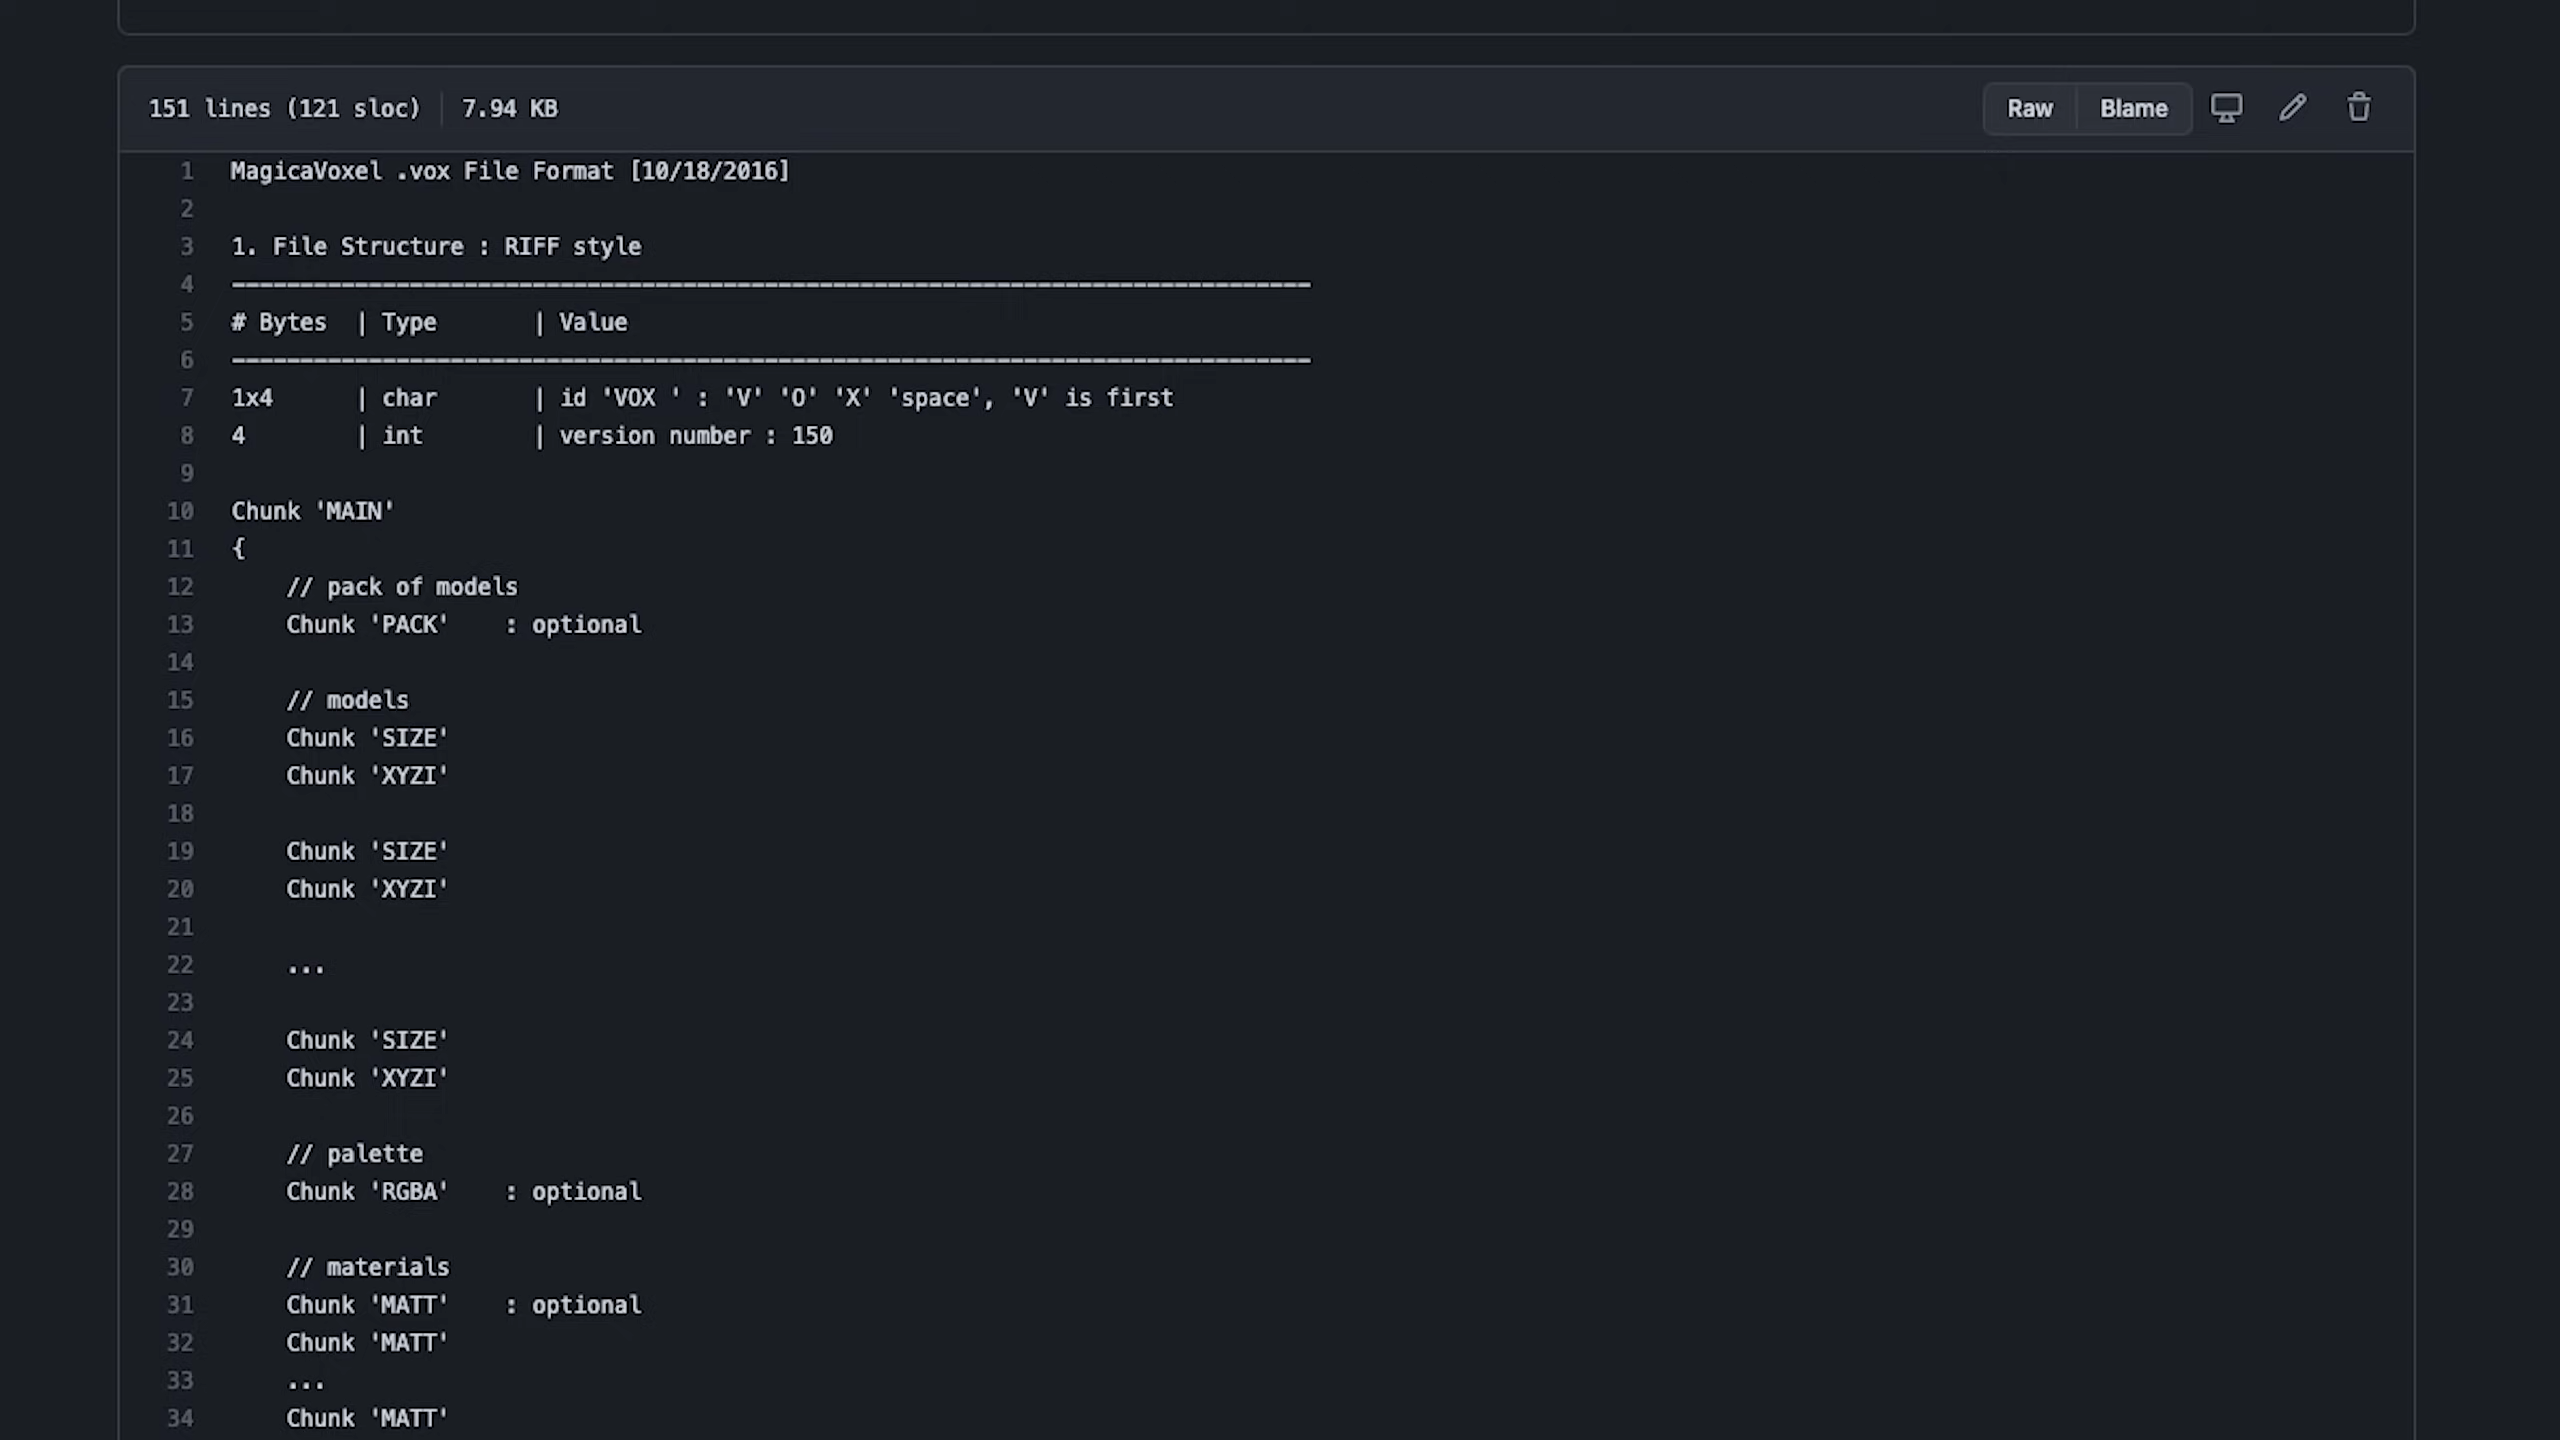 151 lines (121 sloc) 7.94 KB Raw Blame
1 MagicaVoxel .vox File Format [10/18/2016]
2
3 1. File Structure : RIFF style
4 -------------------------------------------------------------------------------
5 # Bytes  | Type       | Value
6 -------------------------------------------------------------------------------
7 1x4      | char       | id 'VOX ' : 'V' 'O' 'X' 'space', 'V' is first
8 4        | int        | version number : 150
9
10 Chunk 'MAIN'
11 {
12     // pack of models
13     Chunk 'PACK'    : optional
14
15     // models
16     Chunk 'SIZE'
17     Chunk 'XYZI'
18
19     Chunk 'SIZE'
20     Chunk 'XYZI'
21
22     ...
23
24     Chunk 'SIZE'
25     Chunk 'XYZI'
26
27     // palette
28     Chunk 'RGBA'    : optional
29
30     // materials
31     Chunk 'MATT'    : optional
32     Chunk 'MATT'
33     ...
34     Chunk 'MATT'